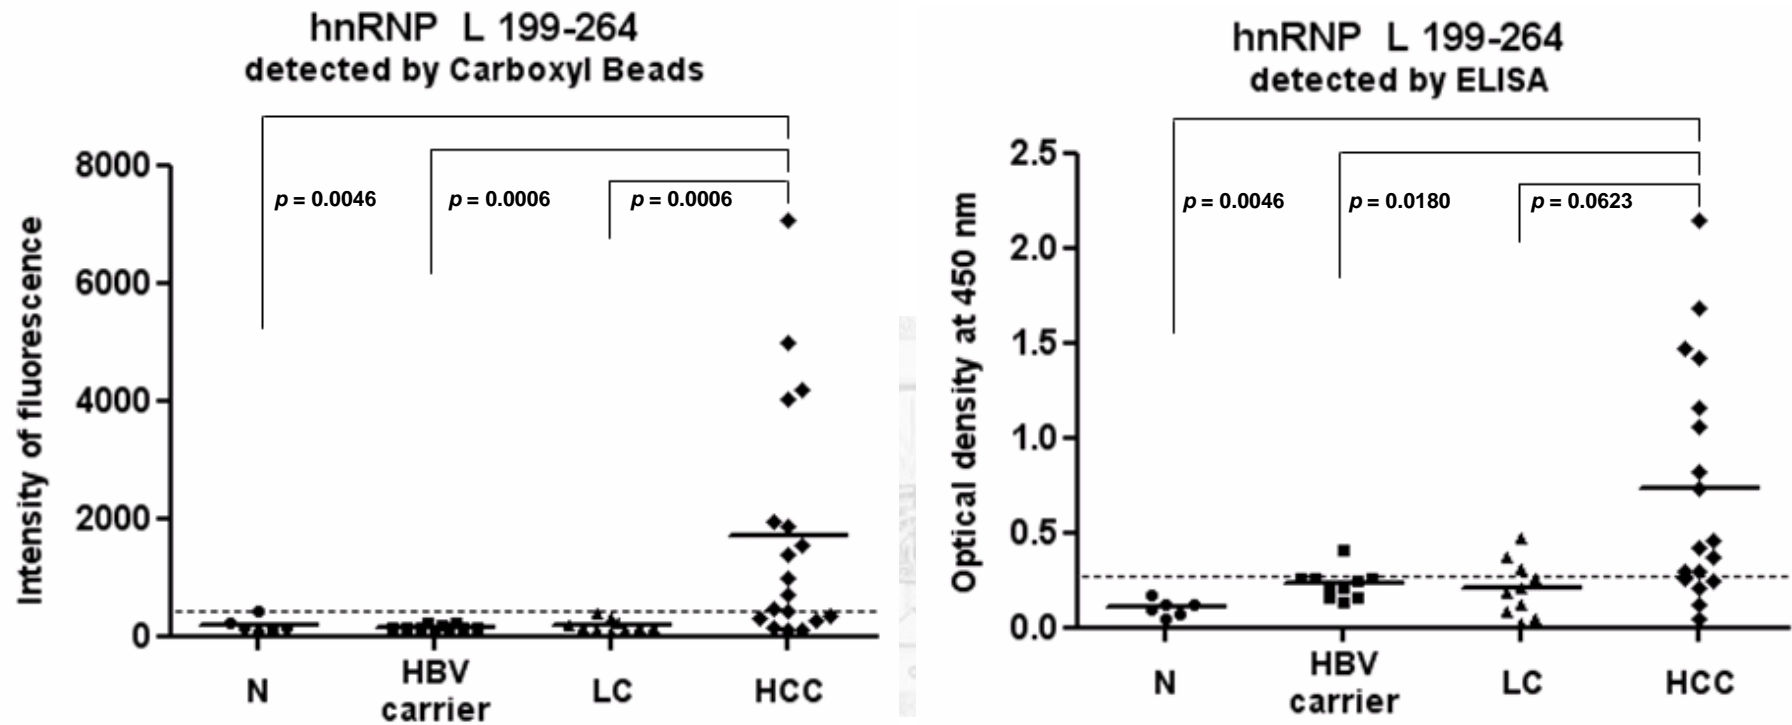 hnRNP L 199-264
detected by Carboxyl Beads
8000
6000
4000
2000
0
Intensity of fluorescence
p = 0.0046
p = 0.0006
p = 0.0006
N
HBV
carrier
LC
HCC
hnRNP L 199-264
detected by ELISA
2.5
2.0
1.5
1.0
0.5
0.0
Optical density at 450 nm
p = 0.0046
p = 0.0180
p = 0.0623
N
HBV
carrier
LC
HCC